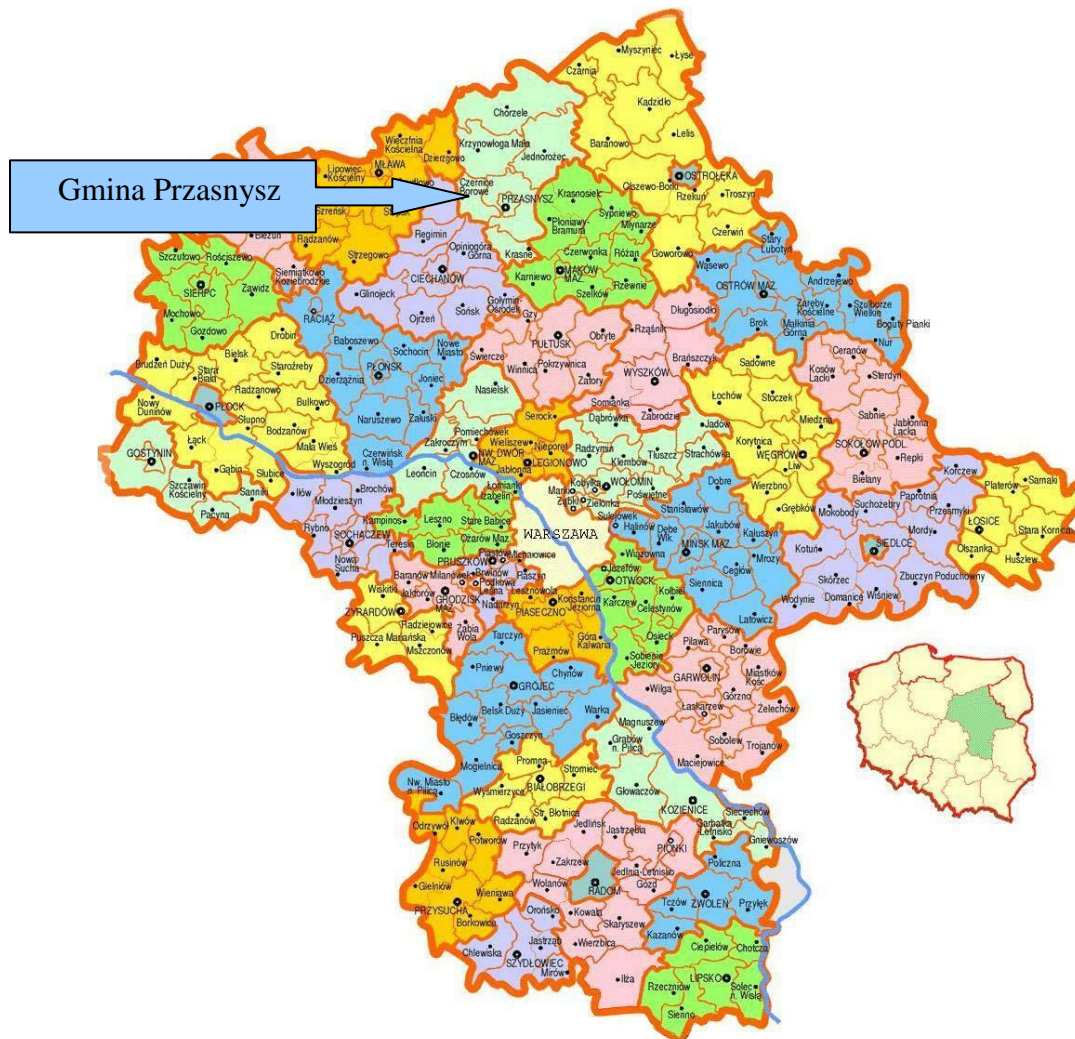 Gmina Przasnysz
Myszyniec
Łyse
Czarnia
Kadzidło
Chorzele
Lelis
Baranowo
Wieczfnia
Kościelna
Krzynowłoga Mała
Dzierzgowo
Jednorożec
MŁAWA
Lipowiec
Kościelny
OSTROŁĘKA
Olszewo-Borki
Rzekuń
Troszyn
Czernice
Borowe
PRZASNYSZ
Krasnosielc
Sypniewo
Młynarze
Płoniawy-
Bramura
Czerwin
Goworowo
Stary
Lubotyń
Radzanów
Strzegowo
Regimin
Opiniogóra
Górna
Krasne
Czerwonka
Różan
MAKÓW
MAZ.
Karniewo
Szelków
Rzewnie
Wąsewo
OSTRÓW MAZ.
Andrzejewo
Zaręby
Kościelne
Szulborze
Wielkie
Boguty Pianki
Małkinia
Górna
Brok
Nur
Szczutowo
Rościszewo
Bieżuń
Siemiątkowo
Koziebrodzkie
SIERPC
Zawidz
Mochowo
Gozdowo
CIECHANÓW
Glinojeck
Ojrzeń
Sońsk
Gołymin-
Ośrodek
Gzy
RACIĄŻ
Długosiodło
PUŁTUSK
Obryte
Rząśnik
Świercze
Winnica
Pokrzywnica
Zatory
WYSZKÓW
Brańszczyk
Somianka
Zabrodzie
Sadowne
Łochów
Stoczek
Ceranów
Kosów
Lacki
Sterdyń
Sabnie
Jabłonna
Lacka
SOKOŁÓW PODL.
Repki
Bielany
Miedzna
Korytnica
WĘGRÓW
Liw
Wierzbno
Grębków
Drobin
Bielsk
Brudzeń Duży
Stara
Biała
Staroźreby
Radzanowo
Bulkowo
PŁOCK
Słupno
Bodzanów
Mała Wieś
Wyszogród
Nowy
Duninów
Łąck
Gąbin
Słubice
Sanniki
GOSTYNIN
Szczawin
Kościelny
Pacyna
Baboszewo
Sochocin
Nowe
Miasto
PŁOŃSK
Dzierzążnia
Joniec
Naruszewo
Załuski
Czerwińsk
n. Wisłą
Nasielsk
Pomiechówek
Zakroczym
NW. DWÓR
MAZ.
Leoncin
Czosnów
Serock
Wieliszew
Nieporęt
LEGIONOWO
Jabłonna
Dąbrówka
Jadów
Radzymin
Tłuszcz
Strachówka
Klembów
WOŁOMIN
Poświętne
Kobyłka
Marki
Ząbki
Zielonka
Sulejówek
Halinów
Dębe
Wlk.
Stanisławów
Dobre
Jakubów
Kałuszyn
MIŃSK MAZ.
Mrozy
Cegłów
Siennica
Latowicz
Łomianki
Izabelin
Leszno
Stare Babice
Ożarów Maz.
Błonie
Kampinos
WARSZAWA
Iłów
Brochów
Młodzieszyn
Rybno
SOCHACZEW
Teresin
Nowa
Sucha
PRUSZKÓW
Piastów
Michałowice
Raszyn
Brwinów
Podkowa
Leśna
Nadarzyn
Baranów
Milanówek
Jaktorów
GRODZISK
MAZ.
Żabia
Wola
Wiskitki
ŻYRARDÓW
Radziejowice
Puszcza Mariańska
Mszczonów
Lesznowola
Konstancin
Jeziorna
PIASECZNO
Góra
Kalwaria
Prażmów
Tarczyn
Wiązowna
Józefów
OTWOCK
Karczew
Celestynów
Kołbiel
Osieck
Sobienie
Jeziory
Korczew
Paprotnia
Przesmyki
Suchożebry
Mokobody
Mordy
SIEDLCE
Kotuń
Skórzec
Zbuczyn Poduchowny
Wiśniew
Domanice
Wodynie
Platerów
Sarnaki
ŁOSICE
Stara Kornica
Olszanka
Huszlew
Pilawa
Parysów
Borowie
GARWOLIN
Miastków
Kośc.
Wilga
Górzno
Łaskarzew
Żelechów
Sobolew
Trojanów
Maciejowice
Pniewy
Chynów
GRÓJEC
Błędów
Belsk Duży
Jasieniec
Warka
Goszczyn
Mogielnica
Nw. Miasto
n. Pilicą
Magnuszew
Grabów
n. Pilicą
Głowaczów
KOZIENICE
Sieciechów
Garbatka
Letnisko
Gniewoszów
Promna
Stromiec
BIAŁOBRZEGI
Wyśmierzyce
Radzanów
Str. Błotnica
Odrzywół
Klwów
Potworów
Rusinów
Gielniów
PRZYSUCHA
Wieniawa
Borkowice
Jedlińsk
Jastrzębia
Przytyk
Zakrzew
PIONKI
Jedlnia-Letnisko
RADOM
Gózd
Wolanów
Kowala
Skaryszew
Wierzbica
Iłża
Policzna
Tczów
ZWOLEŃ
Przyłęk
Kazanów
Orońsko
Chlewiska
Jastrząb
SZYDŁOWIEC
Mirów
Ciepielów
Chotcza
LIPSKO
Rzeczniów
Solec
n. Wisłą
Sienno